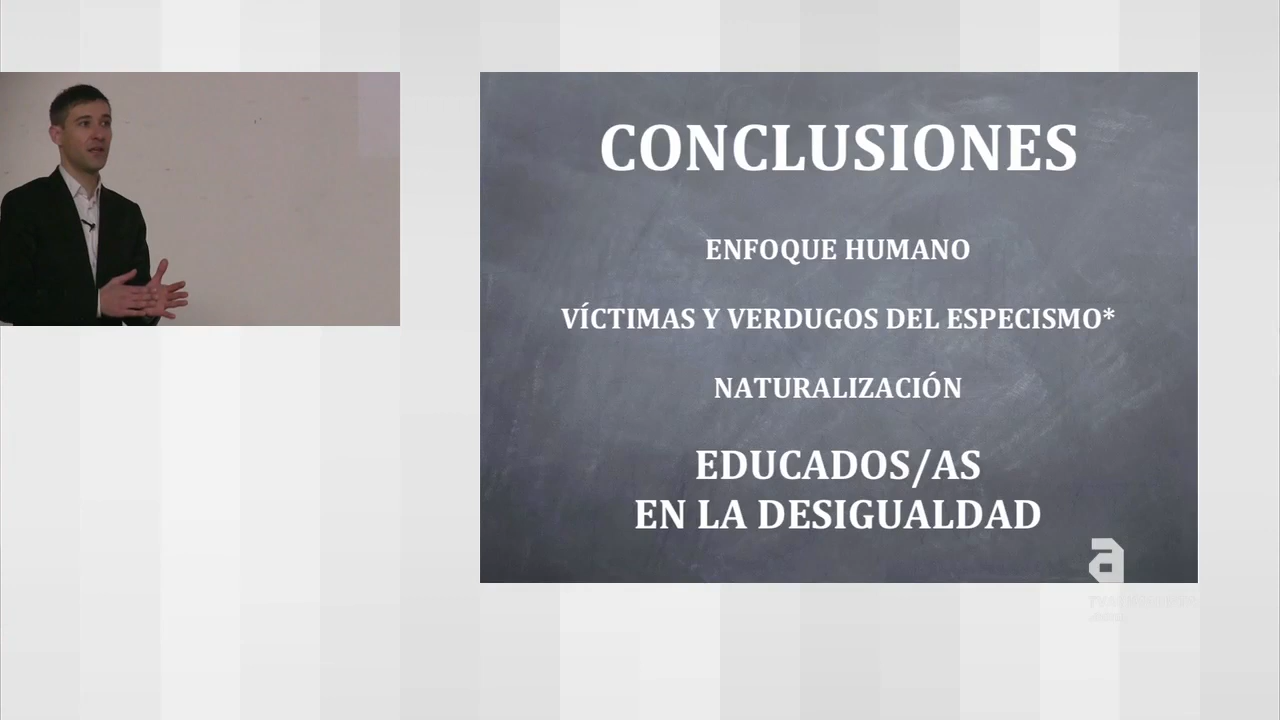 CONCLUSIONES
ENFOQUE HUMANO
VÍCTIMAS Y VERDUGOS DEL ESPECISMO*
NATURALIZACIÓN
EDUCADOS/AS
EN LA DESIGUALDAD
a